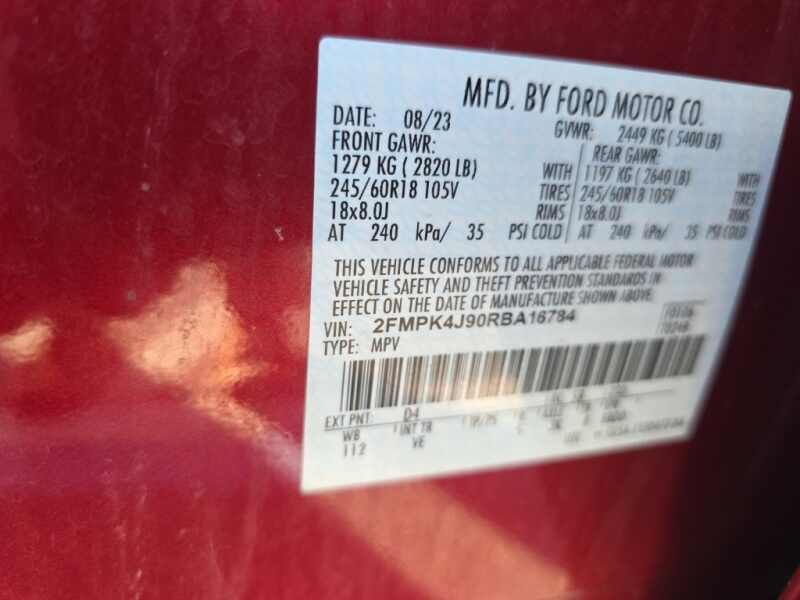 MFD. BY FORD MOTOR CO.
DATE: 08/23 GVWR: 2449 KG ( 5400 LB)
FRONT GAWR: REAR GAWR:
1279 KG ( 2820 LB) WITH 1197 KG ( 2640 LB) WITH
245/60R18 105V TIRES 245/60R18 105V TIRES
18x8.0J RIMS 18x8.0J RIMS
AT 240 kPa/ 35 PSI COLD AT 240 kPa/ 35 PSI COLD
THIS VEHICLE CONFORMS TO ALL APPLICABLE FEDERAL MOTOR
VEHICLE SAFETY AND THEFT PREVENTION STANDARDS IN
EFFECT ON THE DATE OF MANUFACTURE SHOWN ABOVE.
VIN: 2FMPK4J90RBA16784
TYPE: MPV
EXT PNT: D4
WB INT TR
112 VE